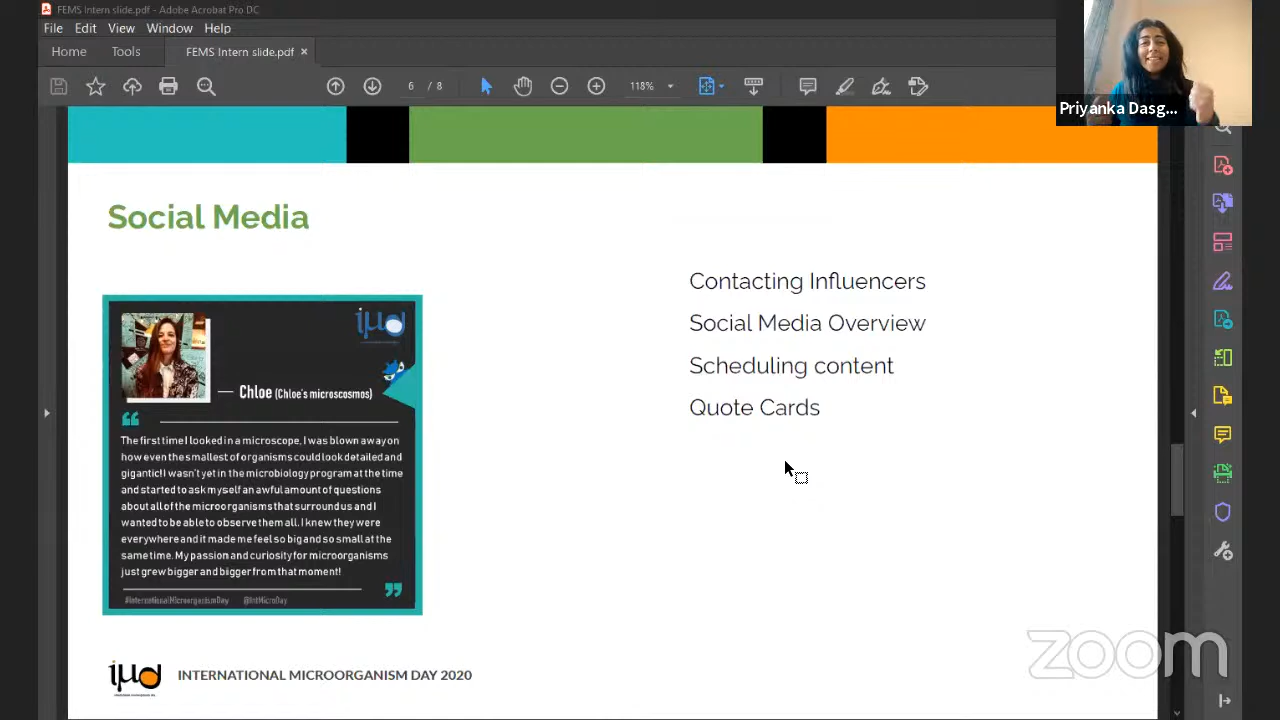 FEMS Intern slide.pdf - Adobe Acrobat Pro DC
File Edit View Window Help
Home Tools FEMS Intern slide.pdf ×
6 / 8 118%
Priyanka Dasg...
Social Media
Contacting Influencers
Social Media Overview
Scheduling content
Quote Cards
iμd
— Chloe (Chloe's microscosmos)
“
The first time I looked in a microscope, I was blown away on
how even the smallest of organisms could look detailed and
gigantic! I wasn't yet in the microbiology program at the time
and started to ask myself an awful amount of questions
about all of the microorganisms that surround us and I
wanted to be able to observe them all. I knew they were
everywhere and it made me feel so big and so small at the
same time. My passion and curiosity for microorganisms
just grew bigger and bigger from that moment!
”
#InternationalMicroorganismDay @IntMicroDay
iμd INTERNATIONAL MICROORGANISM DAY 2020
zoom